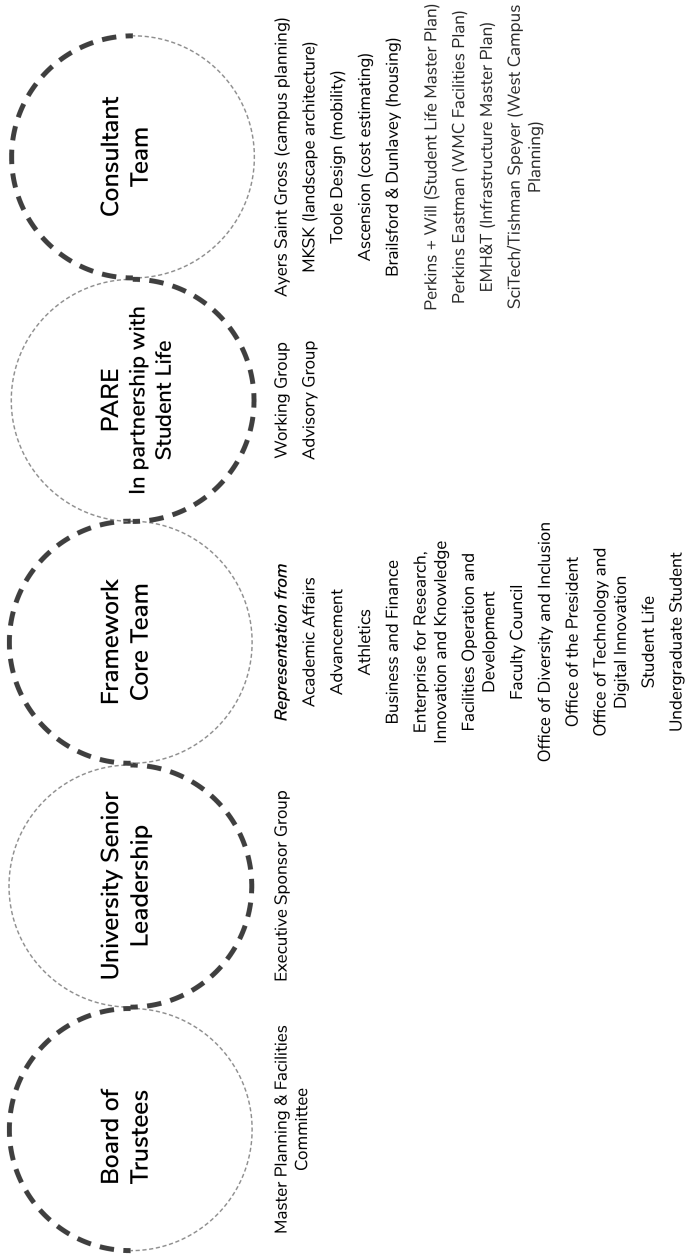 Board of
Trustees
Master Planning & Facilities
Committee
University Senior
Leadership
Executive Sponsor Group
Framework
Core Team
Representation from
Academic Affairs
Advancement
Athletics
Business and Finance
Enterprise for Research,
Innovation and Knowledge
Facilities Operation and
Development
Faculty Council
Office of Diversity and Inclusion
Office of the President
Office of Technology and
Digital Innovation
Student Life
Undergraduate Student
PARE
In partnership with
Student Life
Working Group
Advisory Group
Consultant
Team
Ayers Saint Gross (campus planning)
MKSK (landscape architecture)
Toole Design (mobility)
Ascension (cost estimating)
Brailsford & Dunlavey (housing)
Perkins + Will (Student Life Master Plan)
Perkins Eastman (WMC Facilities Plan)
EMH&T (Infrastructure Master Plan)
SciTech/Tishman Speyer (West Campus
Planning)